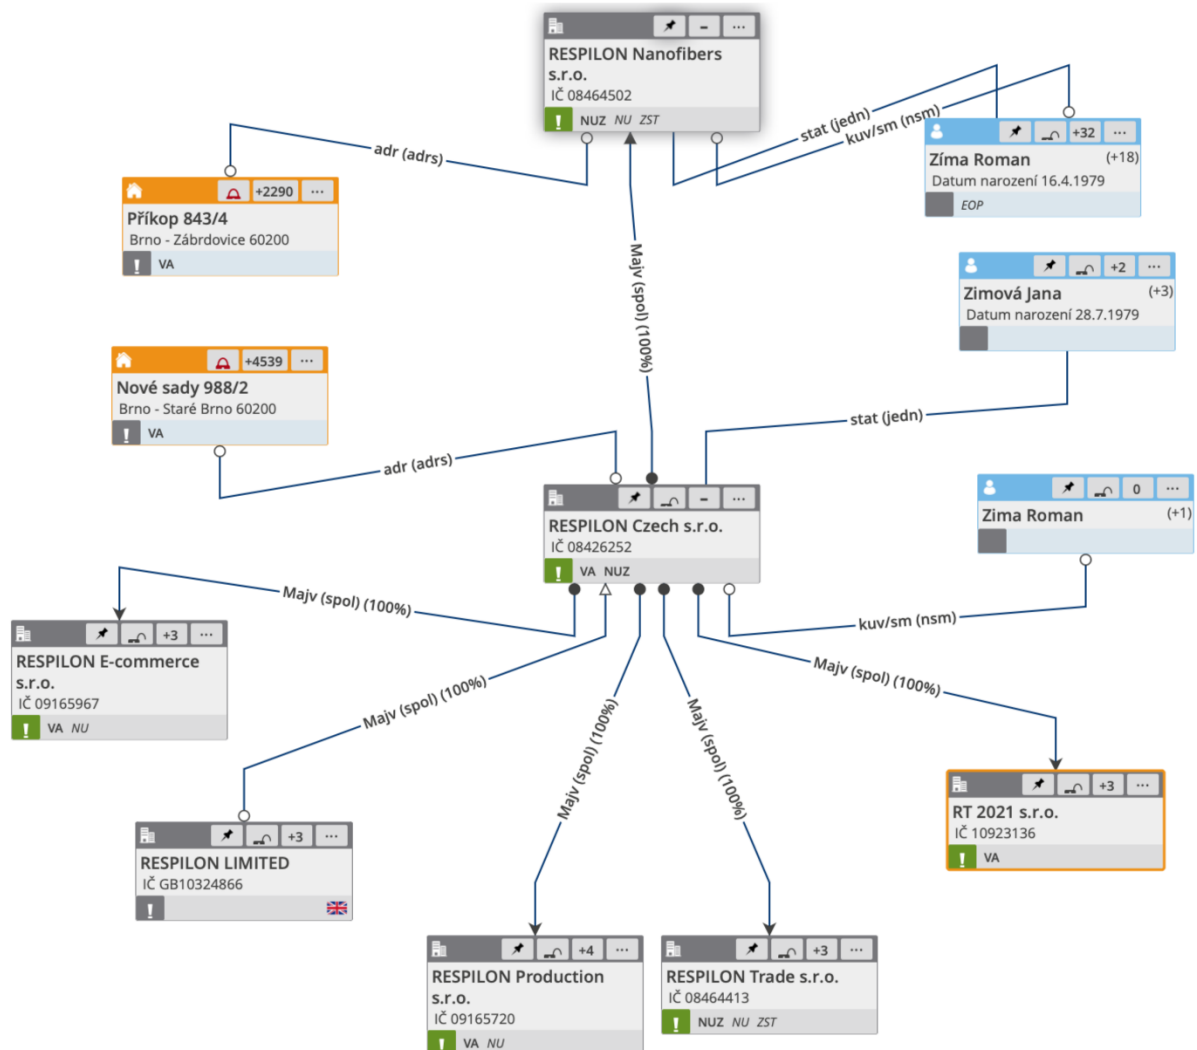 RESPILON Nanofibers
s.r.o.
IČ 08464502
NUZ NU ZST
stat (jedn)
kuv/sm (nsm)
+32
Zíma Roman (+18)
Datum narození 16.4.1979
EOP
adr (adrs)
+2290
Příkop 843/4
Brno - Zábrdovice 60200
VA
Majv (spol) (100%)
+2
Zimová Jana (+3)
Datum narození 28.7.1979
+4539
Nové sady 988/2
Brno - Staré Brno 60200
VA
stat (jedn)
adr (adrs)
0
Zima Roman (+1)
RESPILON Czech s.r.o.
IČ 08426252
VA NUZ
Majv (spol) (100%)
kuv/sm (nsm)
+3
RESPILON E-commerce
s.r.o.
IČ 09165967
VA NU
Majv (spol) (100%)
Majv (spol) (100%)
Majv (spol) (100%)
Majv (spol) (100%)
+3
RT 2021 s.r.o.
IČ 10923136
VA
+3
RESPILON LIMITED
IČ GB10324866
+4
RESPILON Production
s.r.o.
IČ 09165720
VA NU
+3
RESPILON Trade s.r.o.
IČ 08464413
NUZ NU ZST